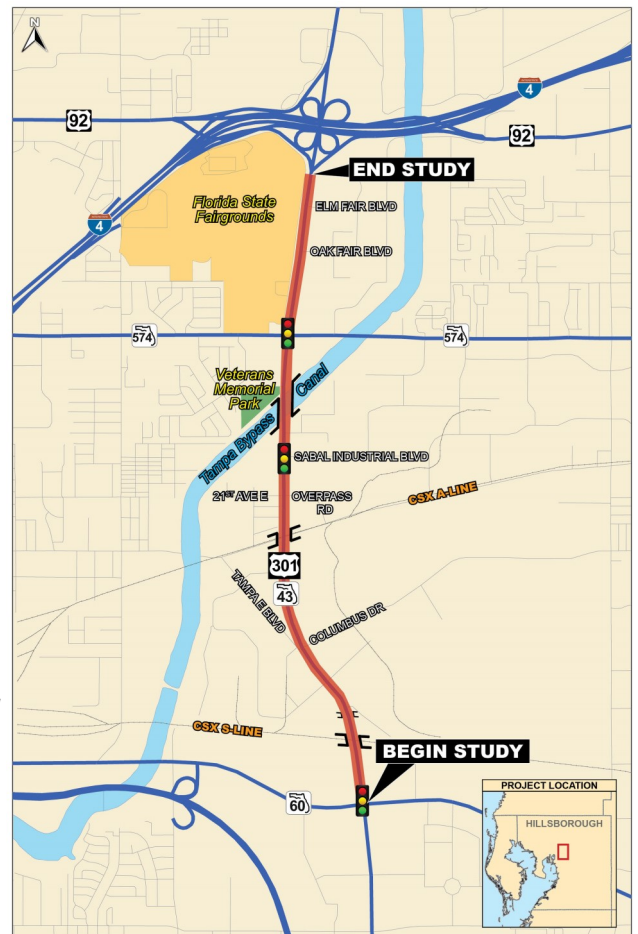 N
4
92
92
END STUDY
Florida State
Fairgrounds
ELM FAIR BLVD
4
OAK FAIR BLVD
574
574
Veterans
Memorial
Park
Canal
Tampa Bypass
SABAL INDUSTRIAL BLVD
21ST AVE E
OVERPASS
RD
CSX A-LINE
301
43
TAMPA E BLVD
COLUMBUS DR
CSX S-LINE
BEGIN STUDY
60
PROJECT LOCATION
HILLSBOROUGH